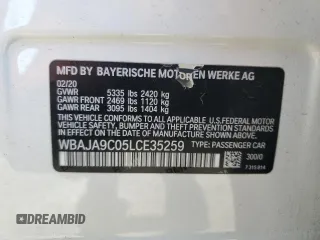 MFD BY BAYERISCHE MOTOREN WERKE AG
02/20
GVWR 5335 lbs 2420 kg
GAWR FRONT 2469 lbs 1120 kg
GAWR REAR 3095 lbs 1404 kg
THIS VEHICLE CONFORMS TO ALL APPLICABLE U.S. FEDERAL MOTOR
VEHICLE SAFETY, BUMPER, AND THEFT PREVENTION STANDARDS
IN EFFECT ON THE DATE OF MANUFACTURE SHOWN ABOVE.
WBAJA9C05LCE35259 TYPE: PASSENGER CAR
300/0
7315914
© DREAMBID AutoBidMaster